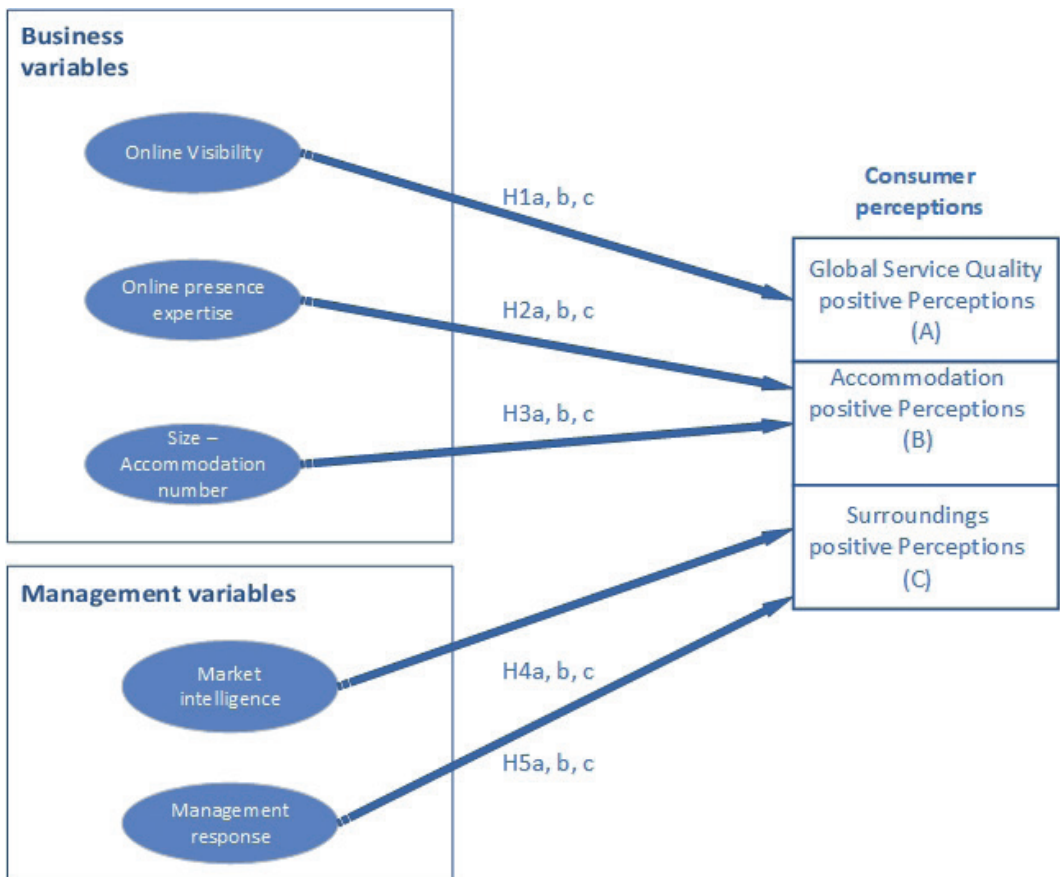 Business
variables
Online Visibility
Online presence
expertise
Size –
Accommodation
number
H1a, b, c
H2a, b, c
H3a, b, c
Management variables
Market
intelligence
Management
response
H4a, b, c
H5a, b, c
Consumer
perceptions
Global Service Quality
positive Perceptions
(A)
Accommodation
positive Perceptions
(B)
Surroundings
positive Perceptions
(C)